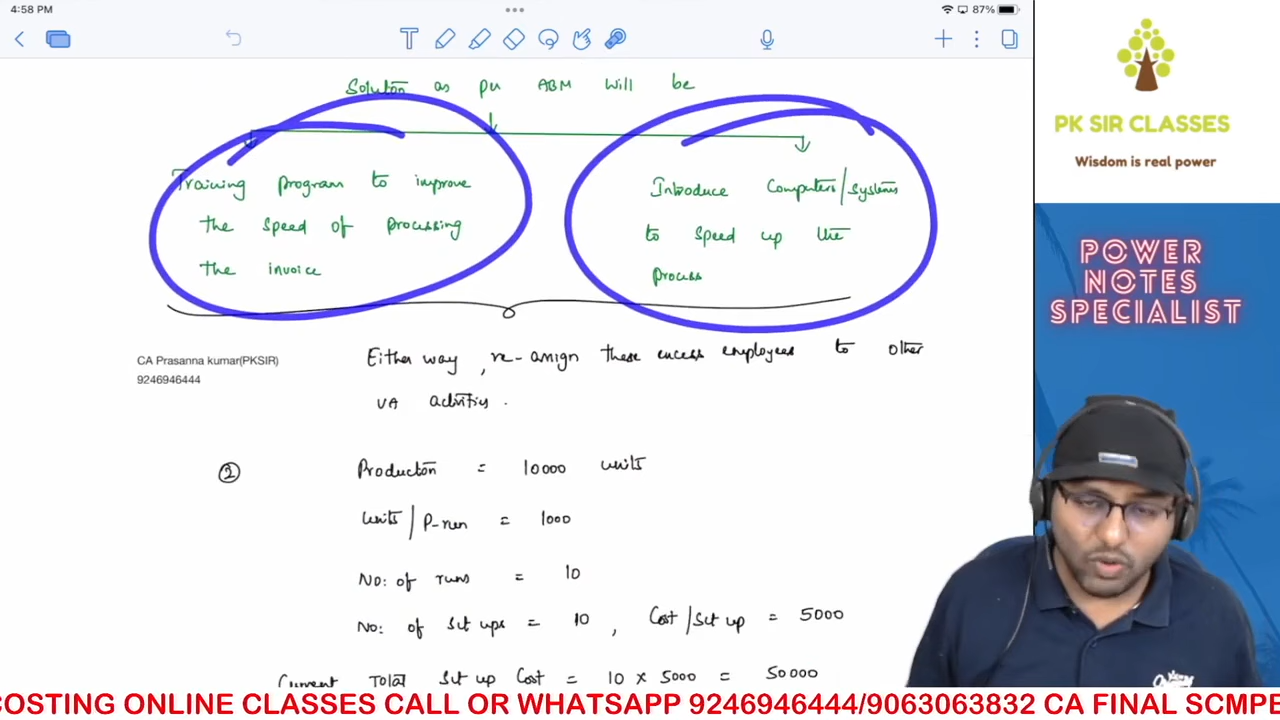 4:58 PM
87%
Solution as per ABM will be
Training program to improve
the speed of processing
the invoice
Introduce Computers/systems
to speed up the
process
CA Prasanna kumar(PKSIR)
9246946444
Either way, re-assign these excess employees to other
VA activities.
② Production = 10000 units
Units/P-run = 1000
No: of runs = 10
No: of set ups = 10, Cost/Set up = 5000
Current Total Set up Cost = 10 × 5000 = 50000
PK SIR CLASSES
Wisdom is real power
POWER
NOTES
SPECIALIST
COSTING ONLINE CLASSES CALL OR WHATSAPP 9246946444/9063063832 CA FINAL SCMPE